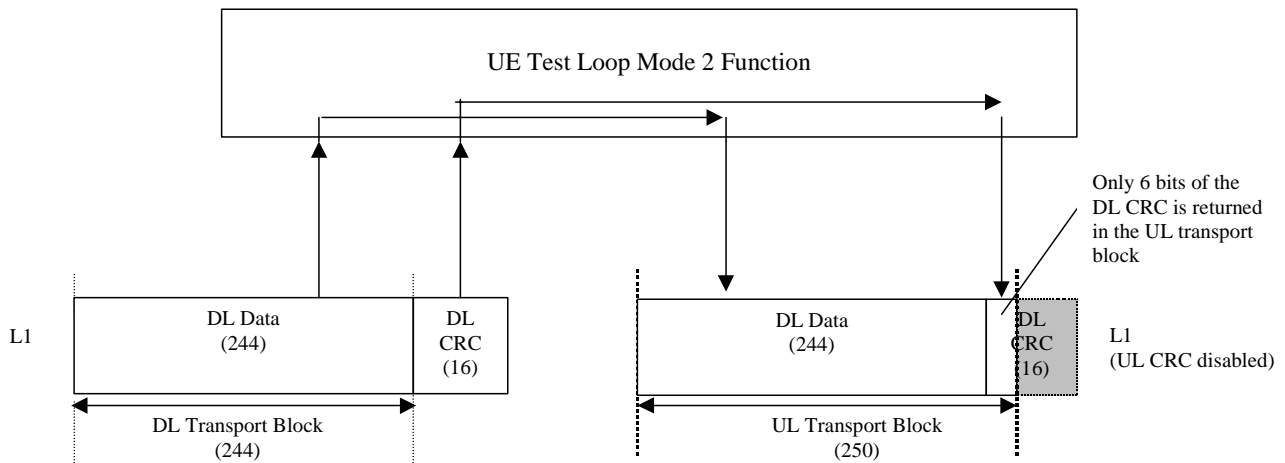 UE Test Loop Mode 2 Function
Only 6 bits of the
DL CRC is returned
in the UL transport
block
L1
DL Data
(244)
DL
CRC
(16)
DL Data
(244)
DL
CRC
(16)
L1
(UL CRC disabled)
DL Transport Block
(244)
UL Transport Block
(250)